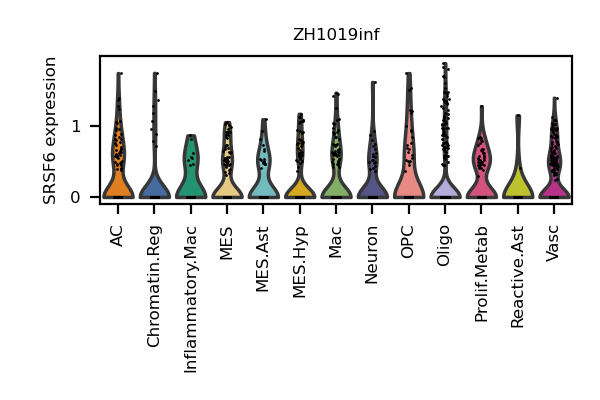 ZH1019inf
SRSF6 expression
1
0
AC
Chromatin.Reg
Inflammatory.Mac
MES
MES.Ast
MES.Hyp
Mac
Neuron
OPC
Oligo
Prolif.Metab
Reactive.Ast
Vasc